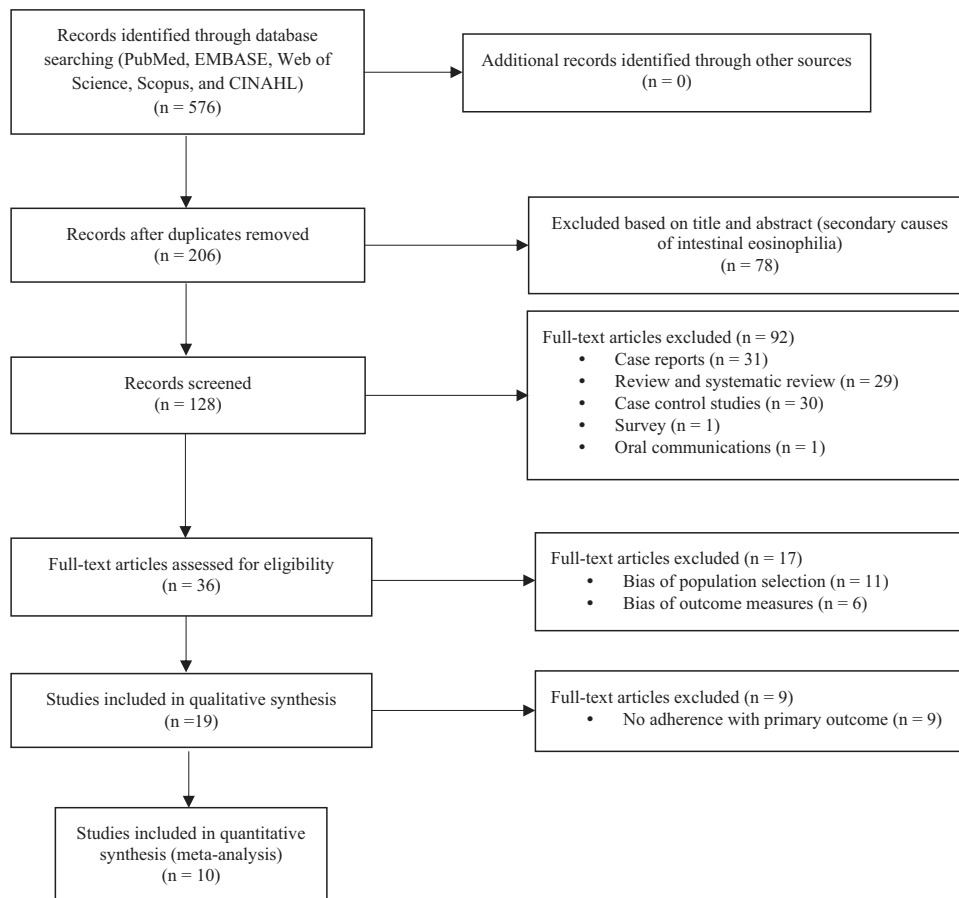 Records identified through database
searching (PubMed, EMBASE, Web of
Science, Scopus, and CINAHL)
(n = 576)
Additional records identified through other sources
(n = 0)
Records after duplicates removed
(n = 206)
Excluded based on title and abstract (secondary causes
of intestinal eosinophilia)
(n = 78)
Records screened
(n = 128)
Full-text articles excluded (n = 92)
• Case reports (n = 31)
• Review and systematic review (n = 29)
• Case control studies (n = 30)
• Survey (n = 1)
• Oral communications (n = 1)
Full-text articles assessed for eligibility
(n = 36)
Full-text articles excluded (n = 17)
• Bias of population selection (n = 11)
• Bias of outcome measures (n = 6)
Studies included in qualitative synthesis
(n =19)
Full-text articles excluded (n = 9)
• No adherence with primary outcome (n = 9)
Studies included in quantitative
synthesis (meta-analysis)
(n = 10)